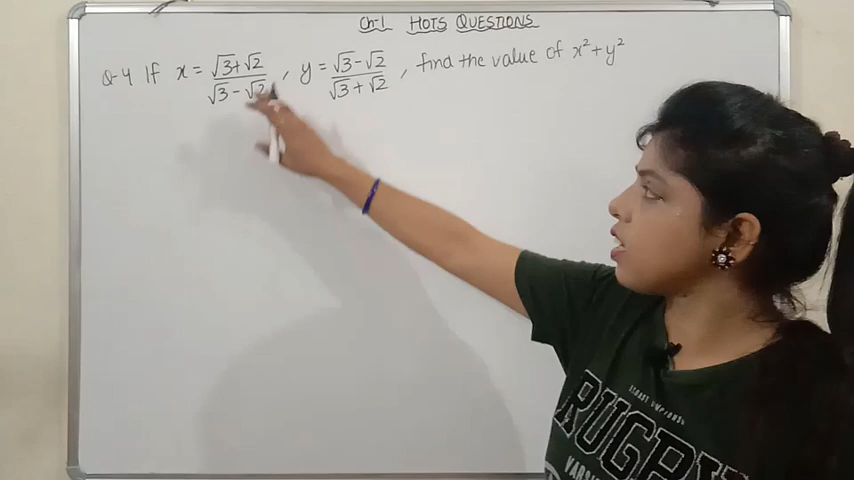 Ch-1 HOTS QUESTIONS
Q-4 If x = (√3+√2)/(√3-√2), y = (√3-√2)/(√3+√2), find the value of x²+y²
RUGBY
VARS